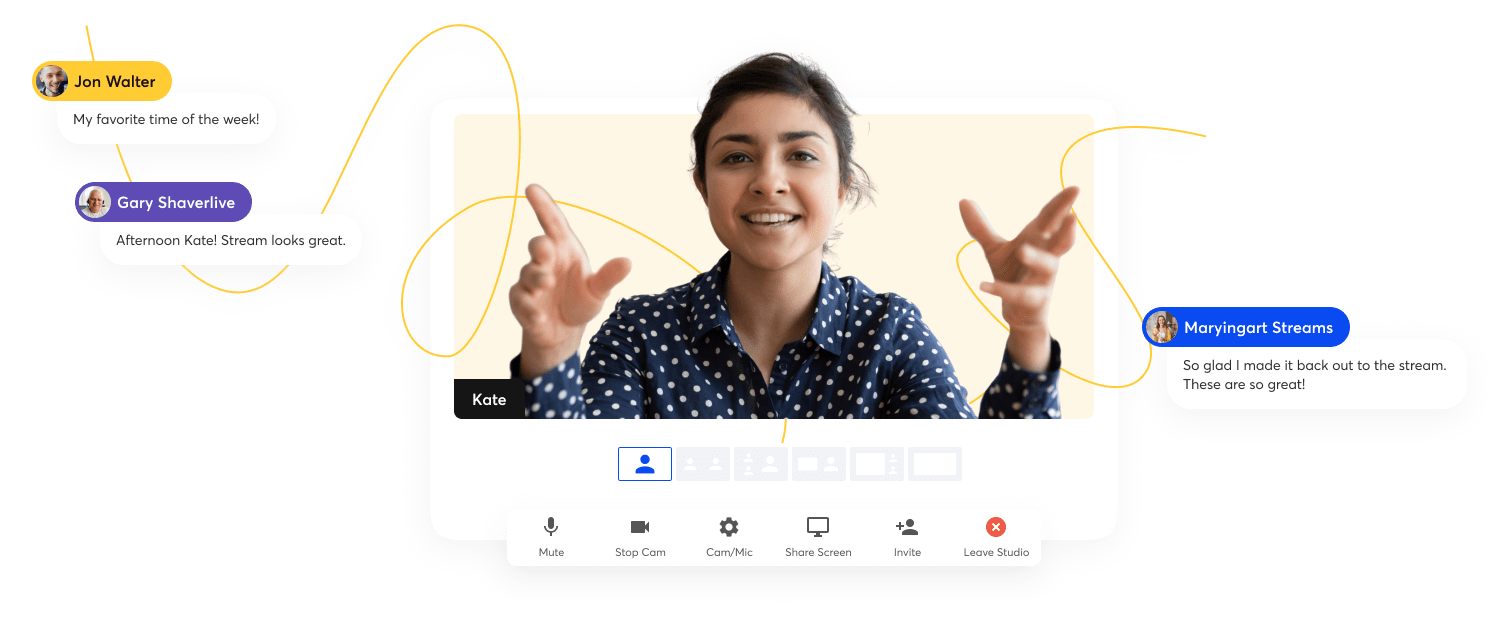 Jon Walter
My favorite time of the week!
Gary Shaverlive
Afternoon Kate! Stream looks great.
Kate
Maryingart Streams
So glad I made it back out to the stream.
These are so great!
Mute
Stop Cam
Cam/Mic
Share Screen
Invite
Leave Studio